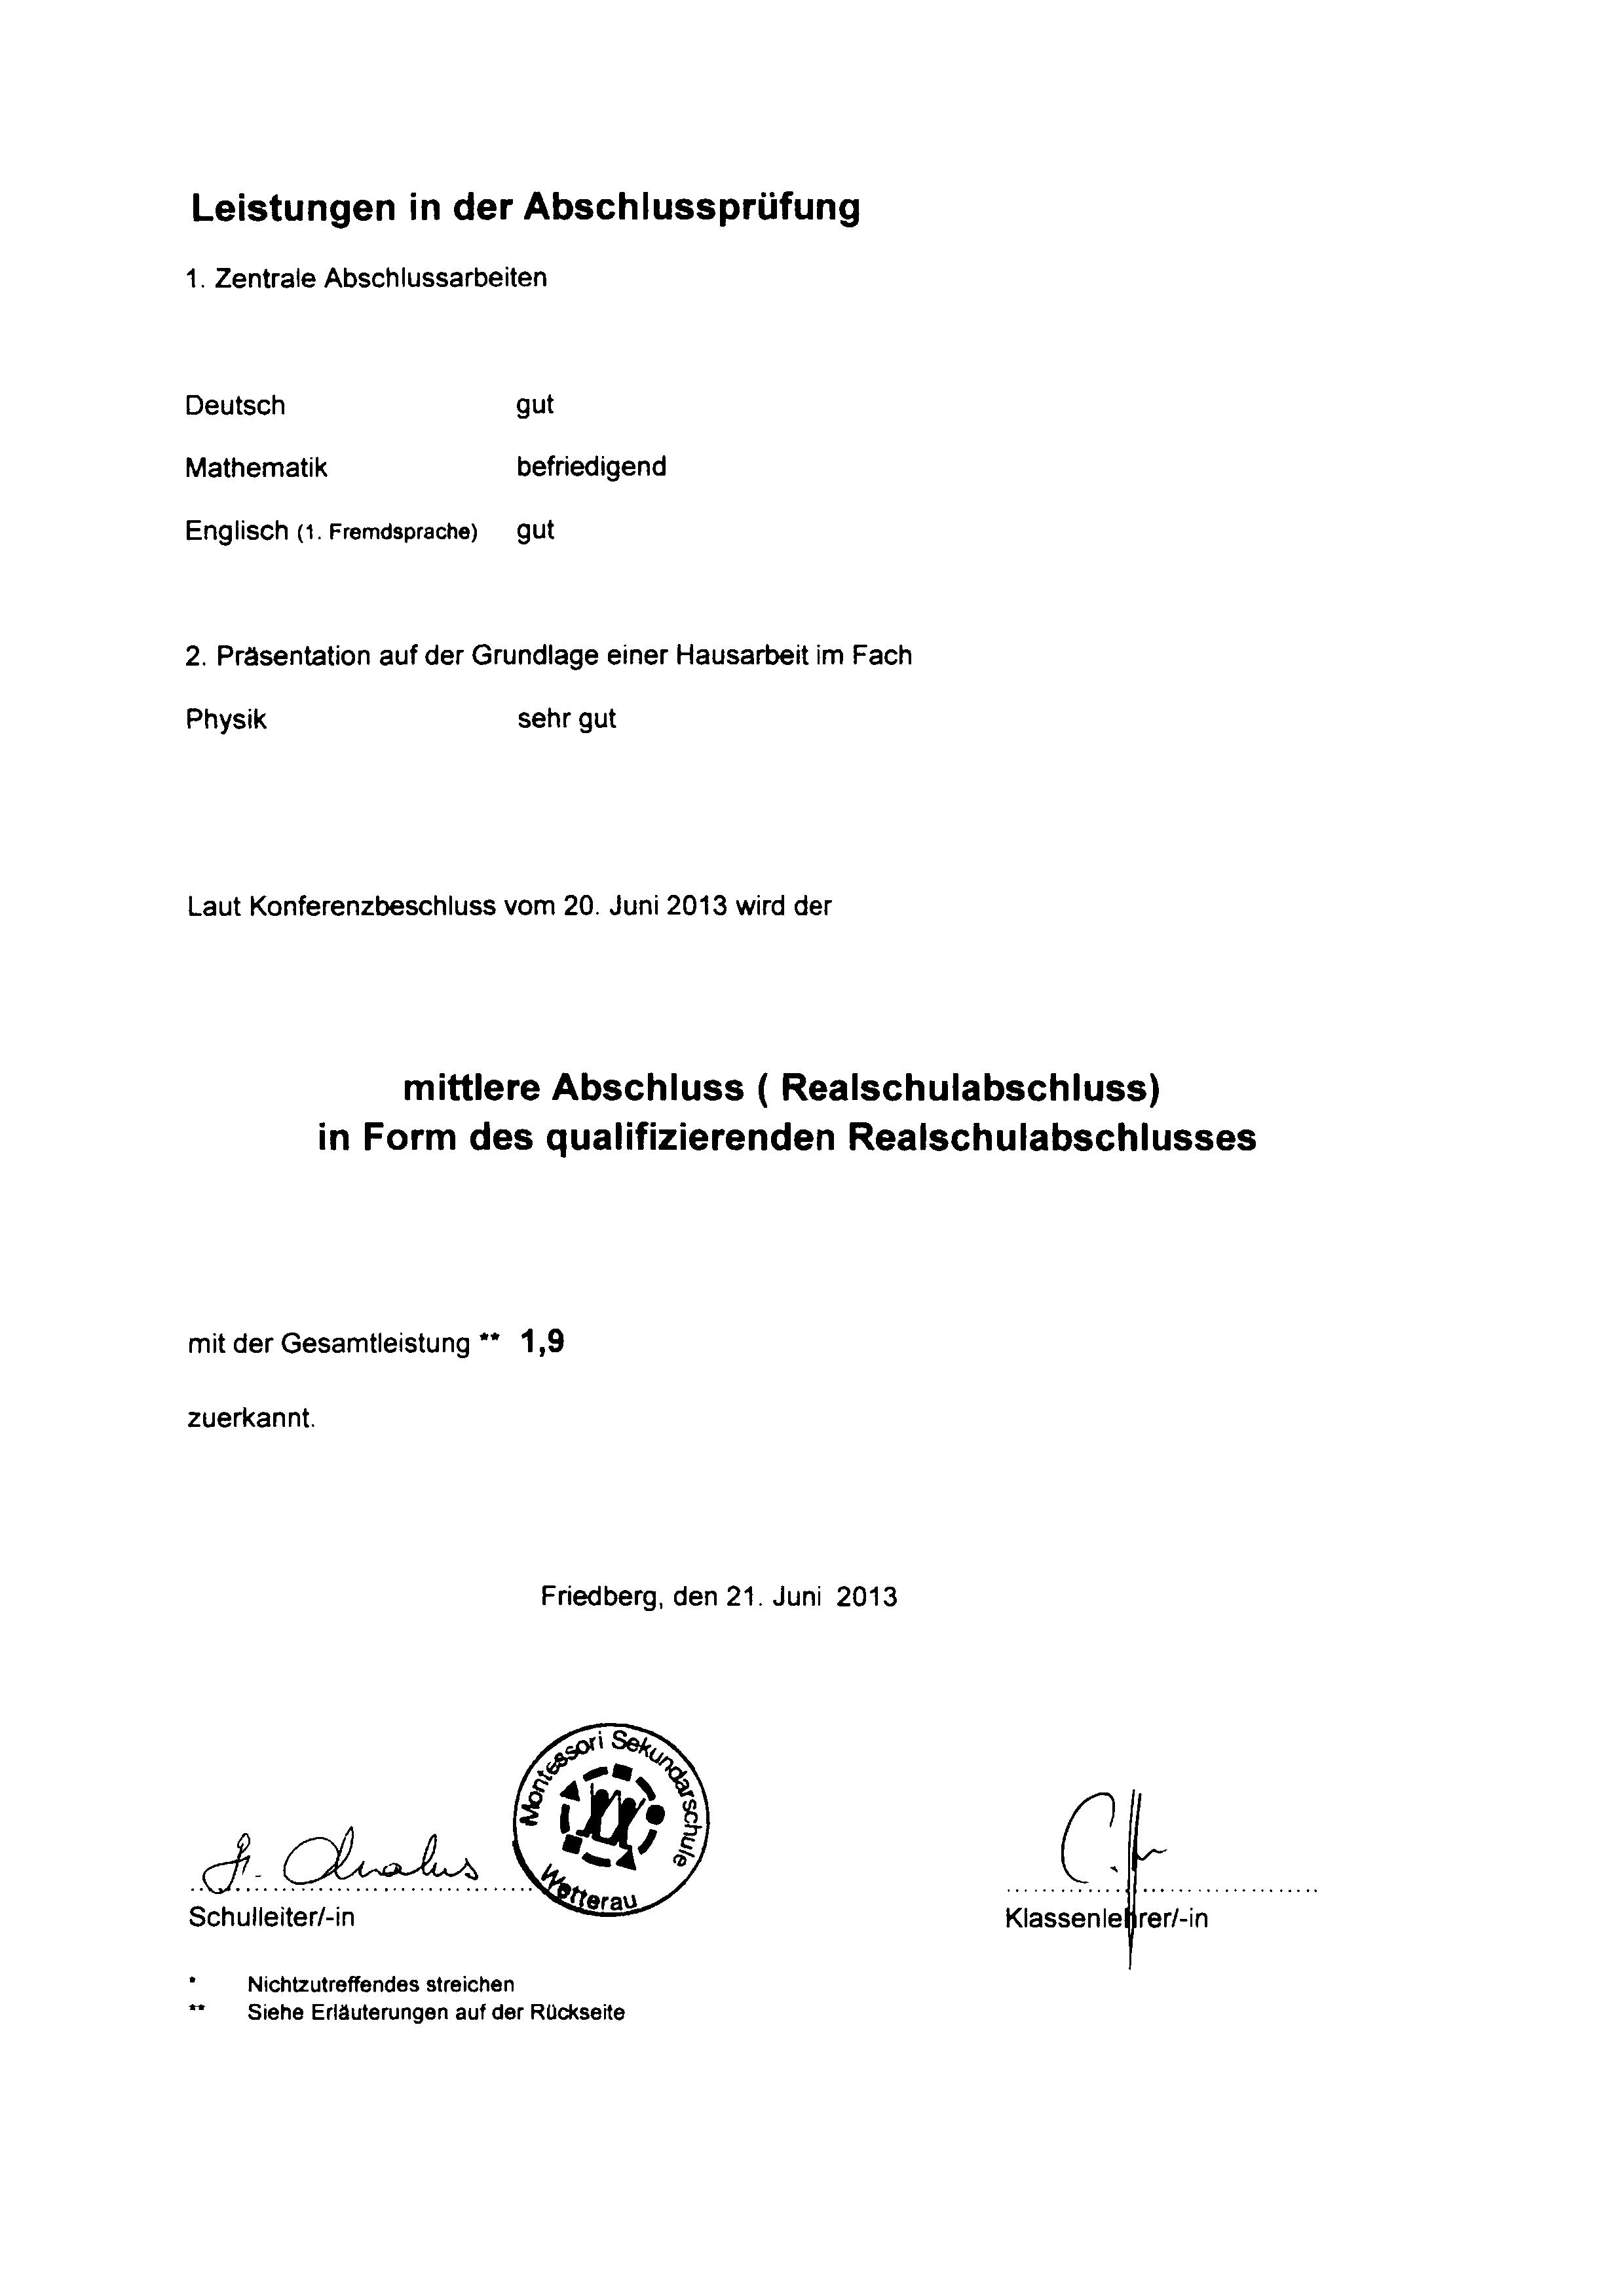 Leistungen in der Abschlussprüfung
1. Zentrale Abschlussarbeiten
Deutsch gut
Mathematik befriedigend
Englisch (1. Fremdsprache) gut
2. Präsentation auf der Grundlage einer Hausarbeit im Fach
Physik sehr gut
Laut Konferenzbeschluss vom 20. Juni 2013 wird der
mittlere Abschluss ( Realschulabschluss)
in Form des qualifizierenden Realschulabschlusses
mit der Gesamtleistung ** 1,9
zuerkannt.
Friedberg, den 21. Juni 2013
Montessori Sekundarschule
Wetterau
Schulleiter/-in Klassenlehrer/-in
* Nichtzutreffendes streichen
** Siehe Erläuterungen auf der Rückseite